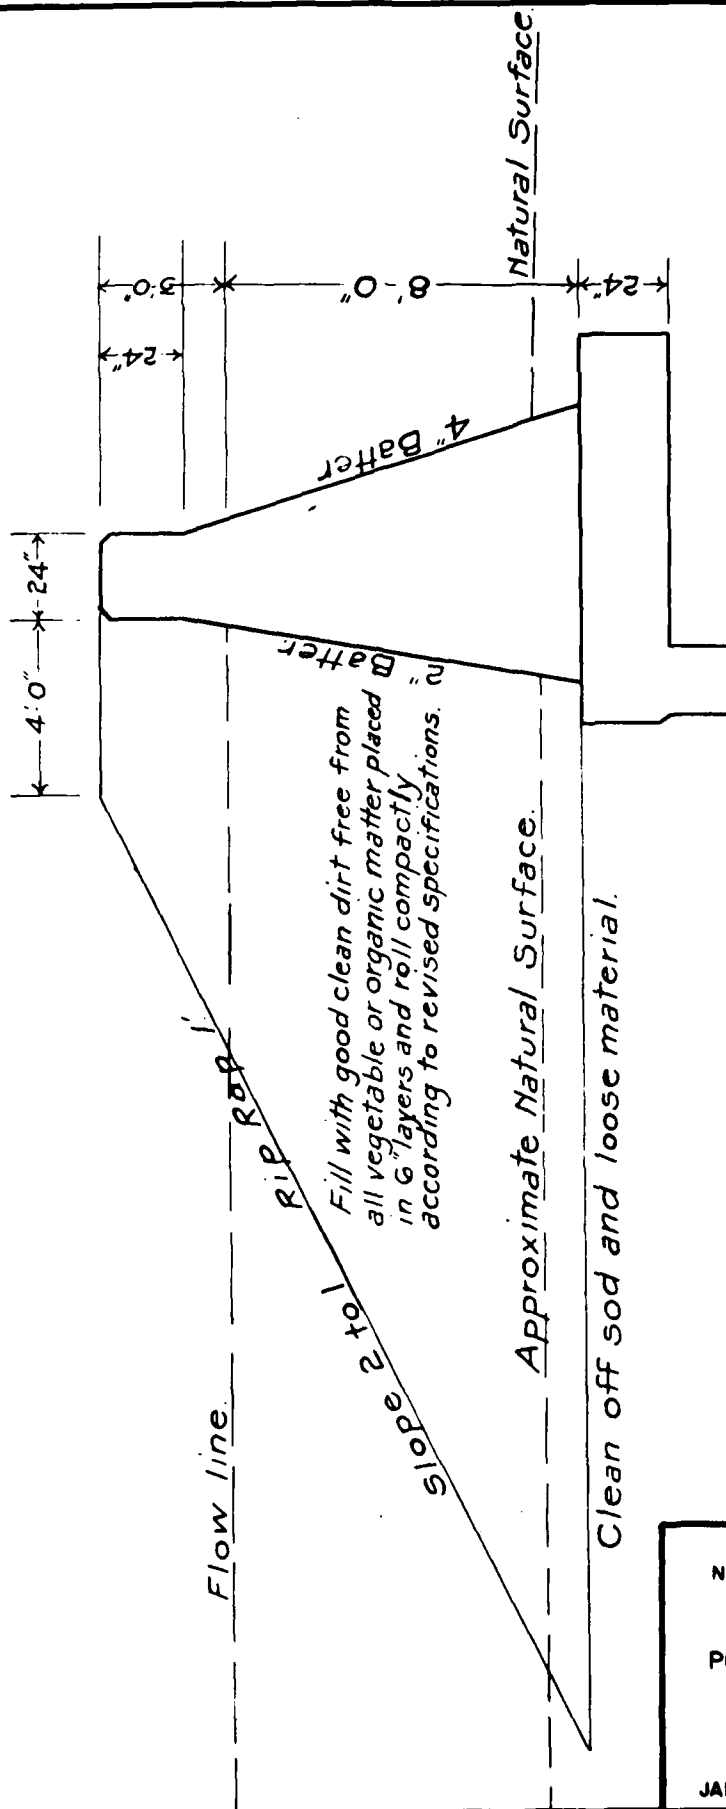 Natural Surface.
3'0"
24"
8'-0"
24"
24"
4'0"
4" Batter
2" Batter.
Fill with good clean dirt free from
all vegetable or organic matter placed
in 6" layers and roll compactly
according to revised specifications.
Rip Rap 1'
Slope 2 to 1
Flow line.
Approximate Natural Surface.
Clean off sod and loose material.
N
JA